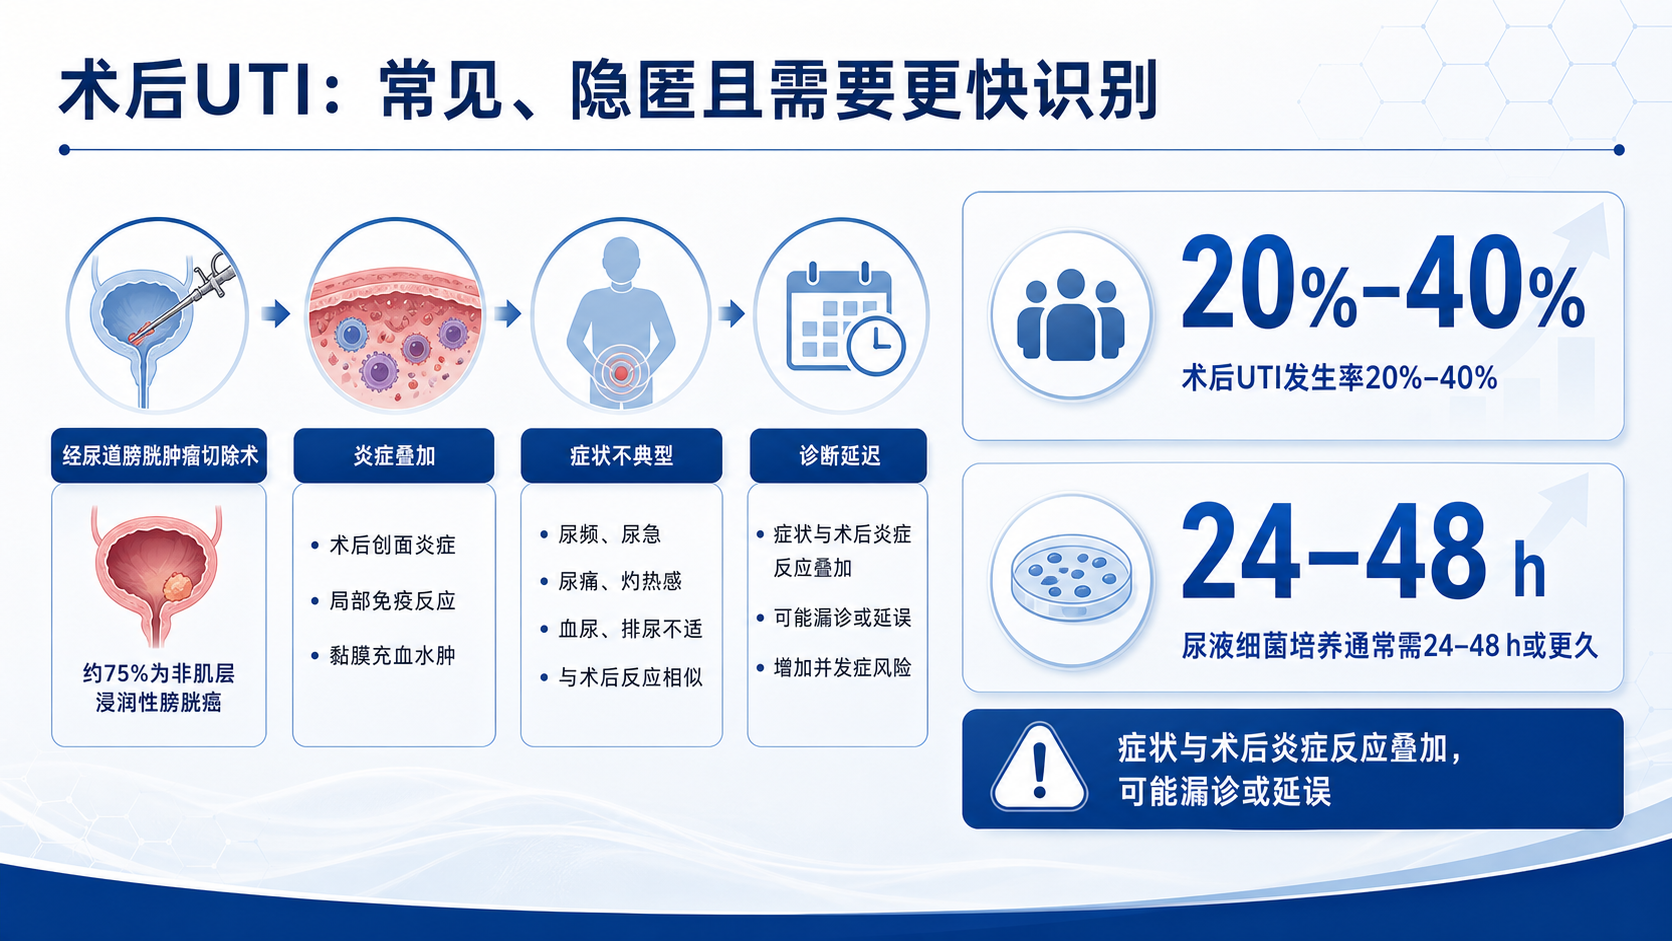 术后UTI：常见、隐匿且需要更快识别
经尿道膀胱肿瘤切除术
约75%为非肌层
浸润性膀胱癌
炎症叠加
• 术后创面炎症
• 局部免疫反应
• 黏膜充血水肿
症状不典型
• 尿频、尿急
• 尿痛、灼热感
• 血尿、排尿不适
• 与术后反应相似
诊断延迟
• 症状与术后炎症
反应叠加
• 可能漏诊或延误
• 增加并发症风险
20%–40%
术后UTI发生率20%–40%
24–48 h
尿液细菌培养通常需24–48 h或更久
症状与术后炎症反应叠加，
可能漏诊或延误